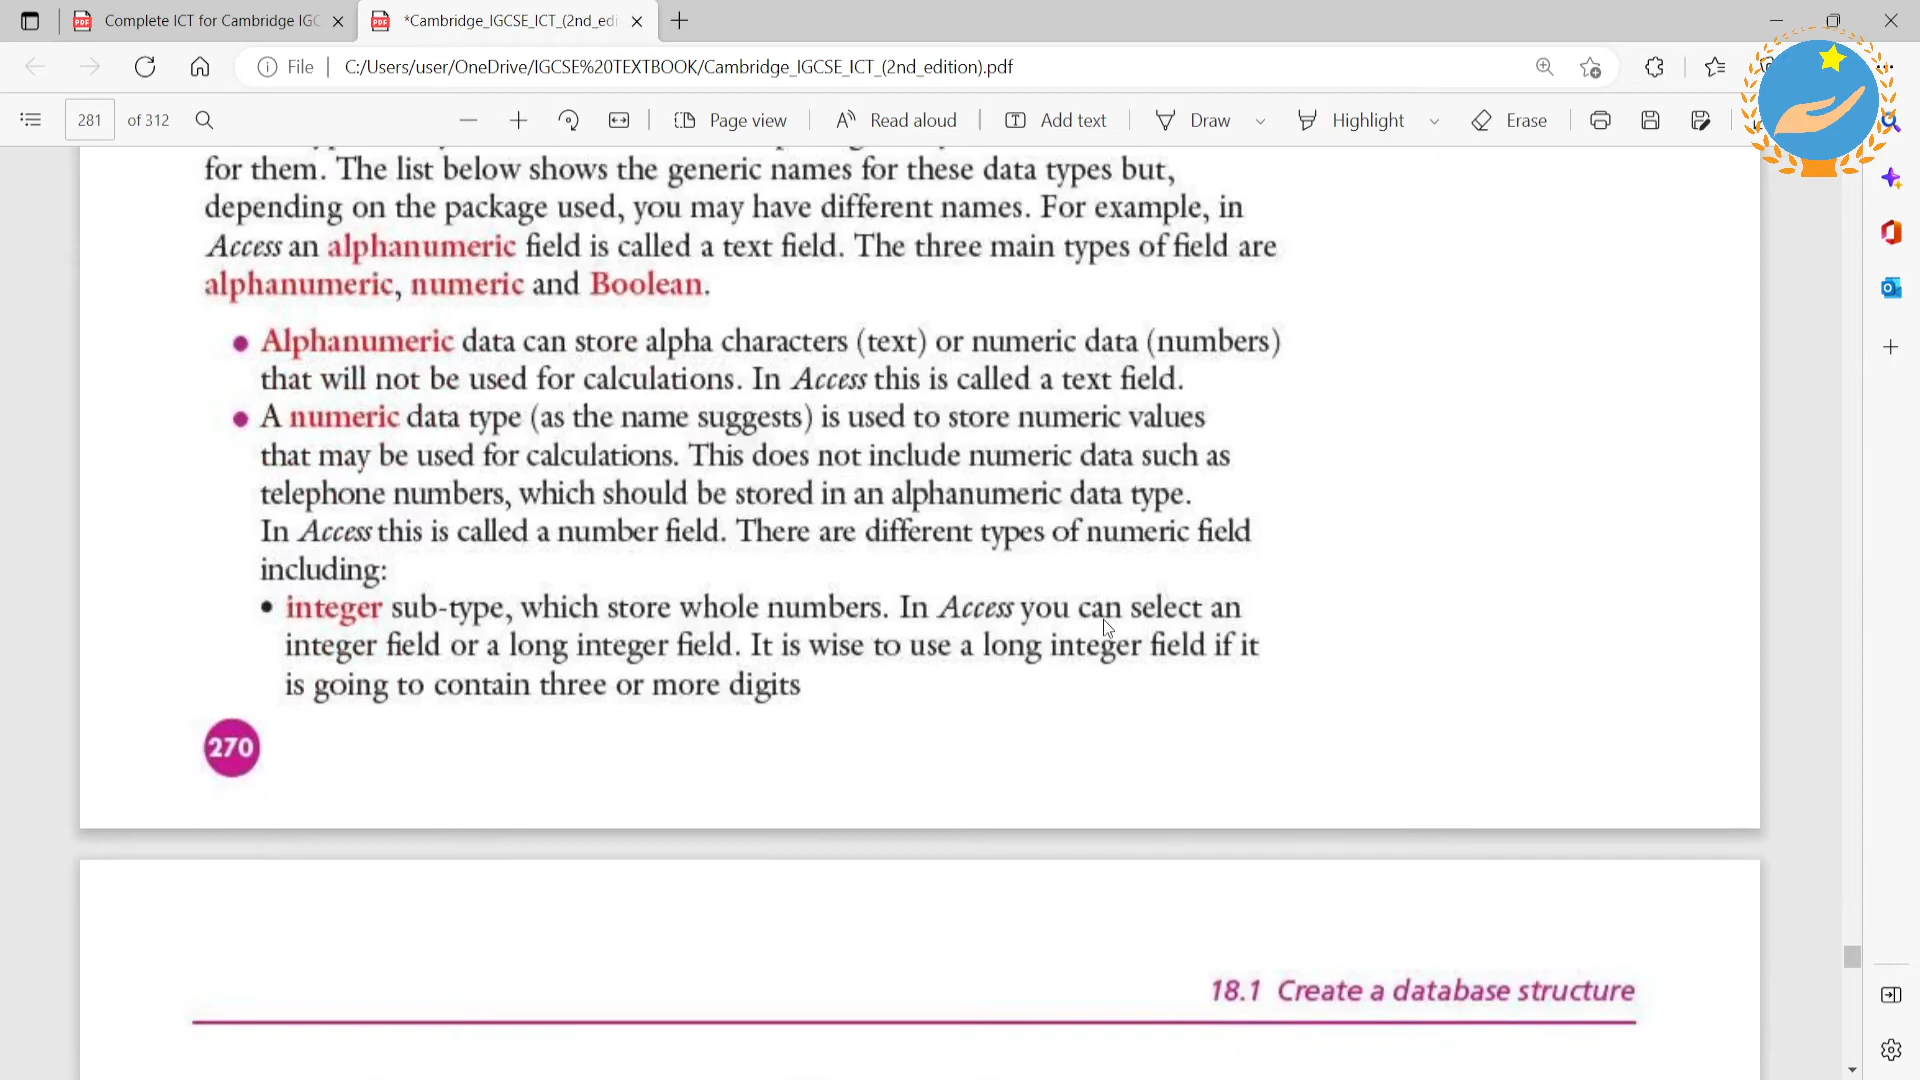 Complete ICT for Cambridge IGC
*Cambridge_IGCSE_ICT_(2nd_edi
File
C:/Users/user/OneDrive/IGCSE%20TEXTBOOK/Cambridge_IGCSE_ICT_(2nd_edition).pdf
281 of 312
Page view
Read aloud
Add text
Draw
Highlight
Erase
for them. The list below shows the generic names for these data types but,
depending on the package used, you may have different names. For example, in
Access an alphanumeric field is called a text field. The three main types of field are
alphanumeric, numeric and Boolean.
● Alphanumeric data can store alpha characters (text) or numeric data (numbers)
that will not be used for calculations. In Access this is called a text field.
● A numeric data type (as the name suggests) is used to store numeric values
that may be used for calculations. This does not include numeric data such as
telephone numbers, which should be stored in an alphanumeric data type.
In Access this is called a number field. There are different types of numeric field
including:
• integer sub-type, which store whole numbers. In Access you can select an
integer field or a long integer field. It is wise to use a long integer field if it
is going to contain three or more digits
270
18.1 Create a database structure